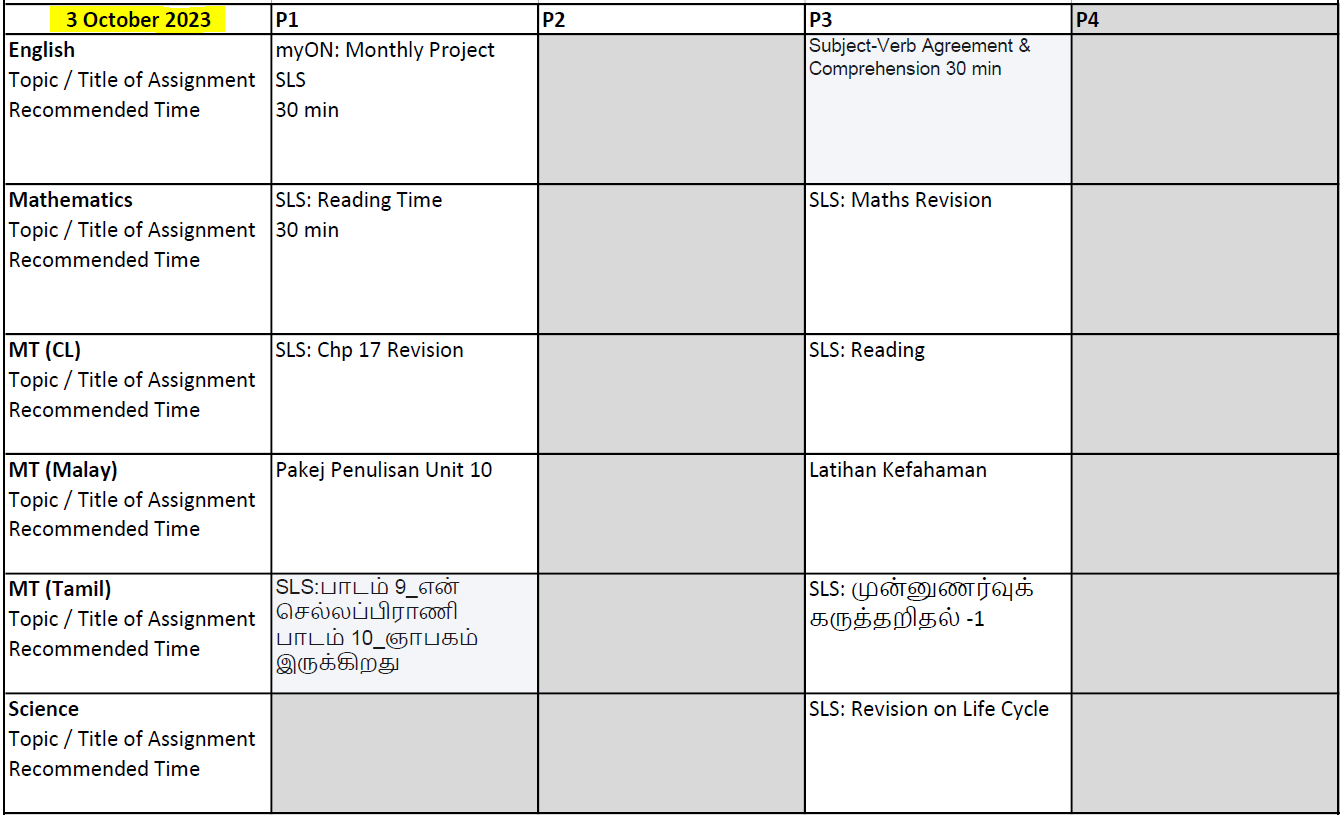 3 October 2023 P1 P2 P3 P4
English
Topic / Title of Assignment
Recommended Time
myON: Monthly Project
SLS
30 min
Subject-Verb Agreement &
Comprehension 30 min
Mathematics
Topic / Title of Assignment
Recommended Time
SLS: Reading Time
30 min
SLS: Maths Revision
MT (CL)
Topic / Title of Assignment
Recommended Time
SLS: Chp 17 Revision
SLS: Reading
MT (Malay)
Topic / Title of Assignment
Recommended Time
Pakej Penulisan Unit 10
Latihan Kefahaman
MT (Tamil)
Topic / Title of Assignment
Recommended Time
SLS:பாடம் 9_என்
செல்லப்பிராணி
பாடம் 10_ஞாபகம்
இருக்கிறது
SLS: முன்னுணர்வுக்
கருத்தறிதல் -1
Science
Topic / Title of Assignment
Recommended Time
SLS: Revision on Life Cycle